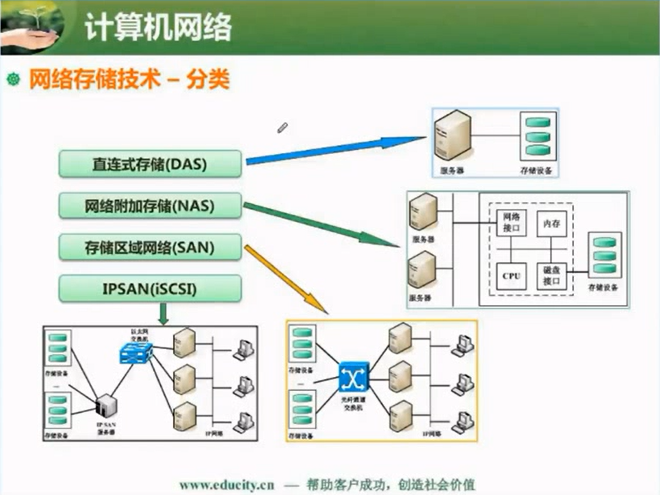 计算机网络
网络存储技术 – 分类
直连式存储(DAS)
网络附加存储(NAS)
存储区域网络(SAN)
IPSAN(iSCSI)
服务器
存储设备
服务器
服务器
网络
接口
内存
CPU
磁盘
接口
存储设备
以太网
交换机
存储设备
...
存储设备
IP SAN
服务器
IP网络
存储设备
...
存储设备
光纤通道
交换机
IP网络
www.educity.cn — 帮助客户成功，创造社会价值